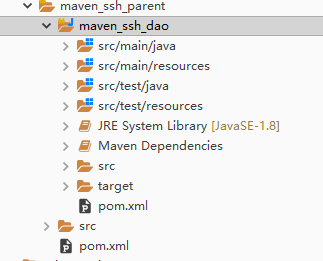 maven_ssh_parent
maven_ssh_dao
src/main/java
src/main/resources
src/test/java
src/test/resources
JRE System Library [JavaSE-1.8]
Maven Dependencies
src
target
pom.xml
src
pom.xml